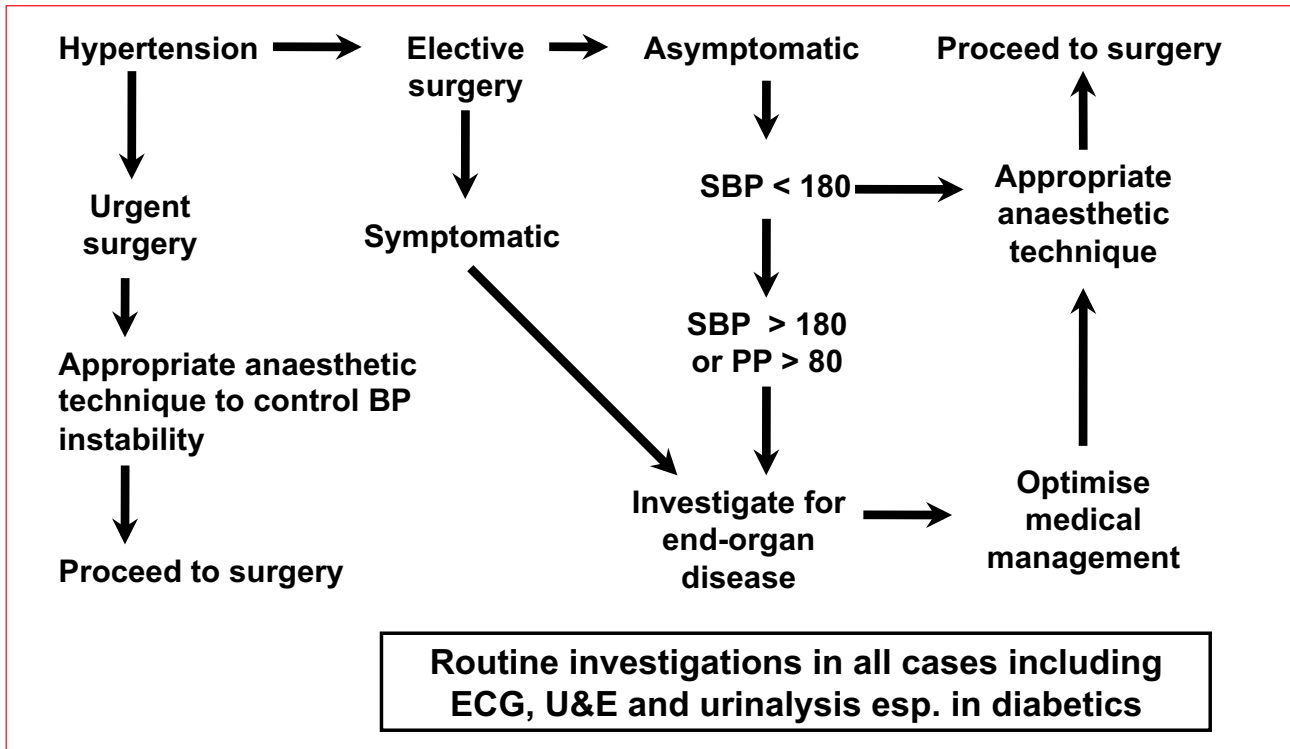 Hypertension
Elective
surgery
Asymptomatic
Proceed to surgery
Urgent
surgery
Symptomatic
SBP < 180
Appropriate
anaesthetic
technique
SBP > 180
or PP > 80
Appropriate anaesthetic
technique to control BP
instability
Proceed to surgery
Investigate for
end-organ
disease
Optimise
medical
management
Routine investigations in all cases including
ECG, U&E and urinalysis esp. in diabetics